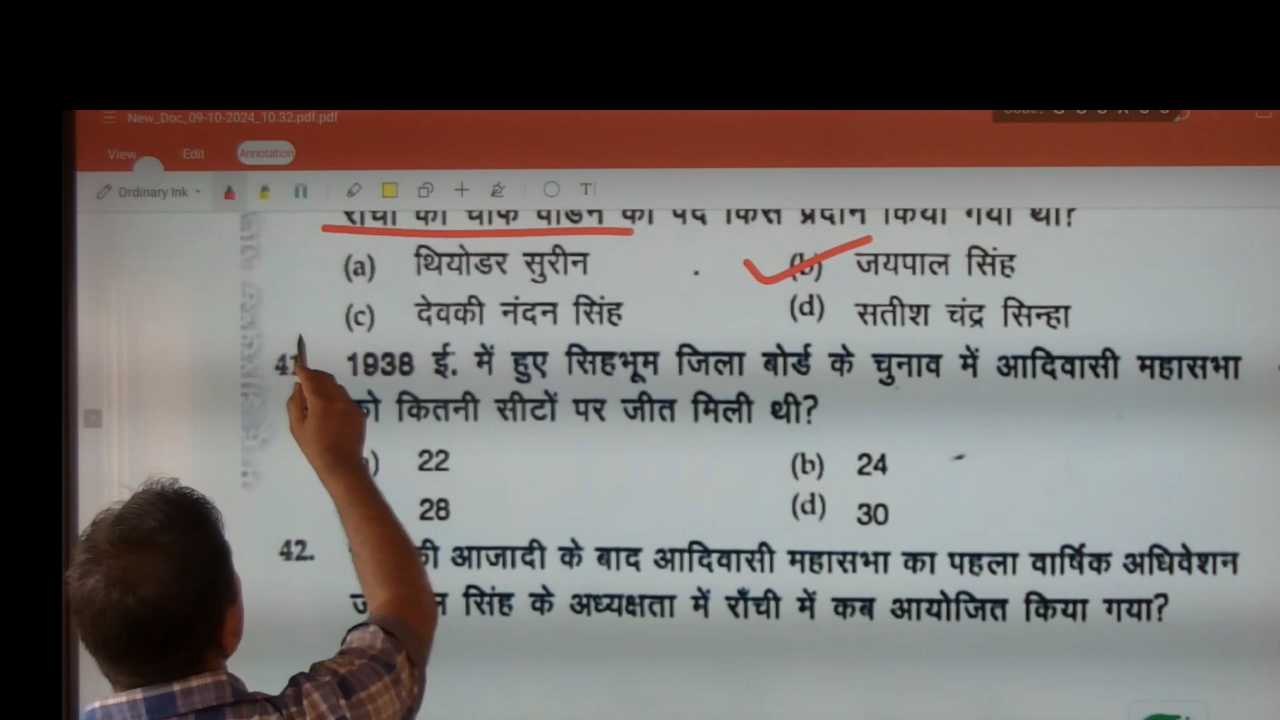 New_Doc_09-10-2024_10.32.pdf.pdf
View Edit Annotation
Ordinary Ink T
राँची का चीफ वार्डन का पद किसे प्रदान किया गया था?
(a) थियोडर सुरीन (b) जयपाल सिंह
(c) देवकी नंदन सिंह (d) सतीश चंद्र सिन्हा
41 1938 ई. में हुए सिहभूम जिला बोर्ड के चुनाव में आदिवासी महासभा
को कितनी सीटों पर जीत मिली थी?
22 (b) 24
28 (d) 30
42. की आजादी के बाद आदिवासी महासभा का पहला वार्षिक अधिवेशन
सिंह के अध्यक्षता में राँची में कब आयोजित किया गया?